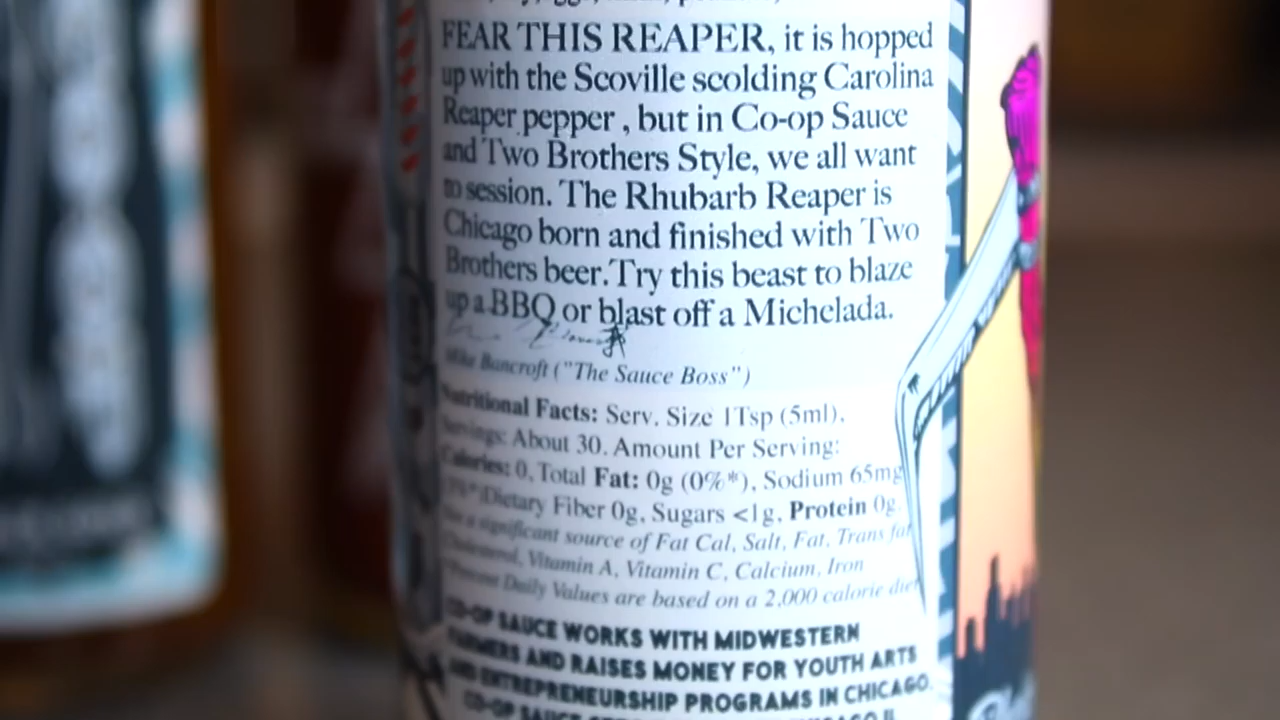 FEAR THIS REAPER, it is hopped
up with the Scoville scolding Carolina
Reaper pepper , but in Co-op Sauce
and Two Brothers Style, we all want
to session. The Rhubarb Reaper is
Chicago born and finished with Two
Brothers beer.Try this beast to blaze
up a BBQ or blast off a Michelada.
Mike Bancroft ("The Sauce Boss")
Nutritional Facts: Serv. Size 1Tsp (5ml),
Servings: About 30. Amount Per Serving:
Calories: 0, Total Fat: 0g (0%*), Sodium 65mg
Dietary Fiber 0g, Sugars <1g, Protein 0g.
significant source of Fat Cal, Salt, Fat, Trans fat
Cholesterol, Vitamin A, Vitamin C, Calcium, Iron
Percent Daily Values are based on a 2,000 calorie diet
CO-OP SAUCE WORKS WITH MIDWESTERN
FARMERS AND RAISES MONEY FOR YOUTH ARTS
AND ENTREPRENEURSHIP PROGRAMS IN CHICAGO.
CO-OP SAUCE